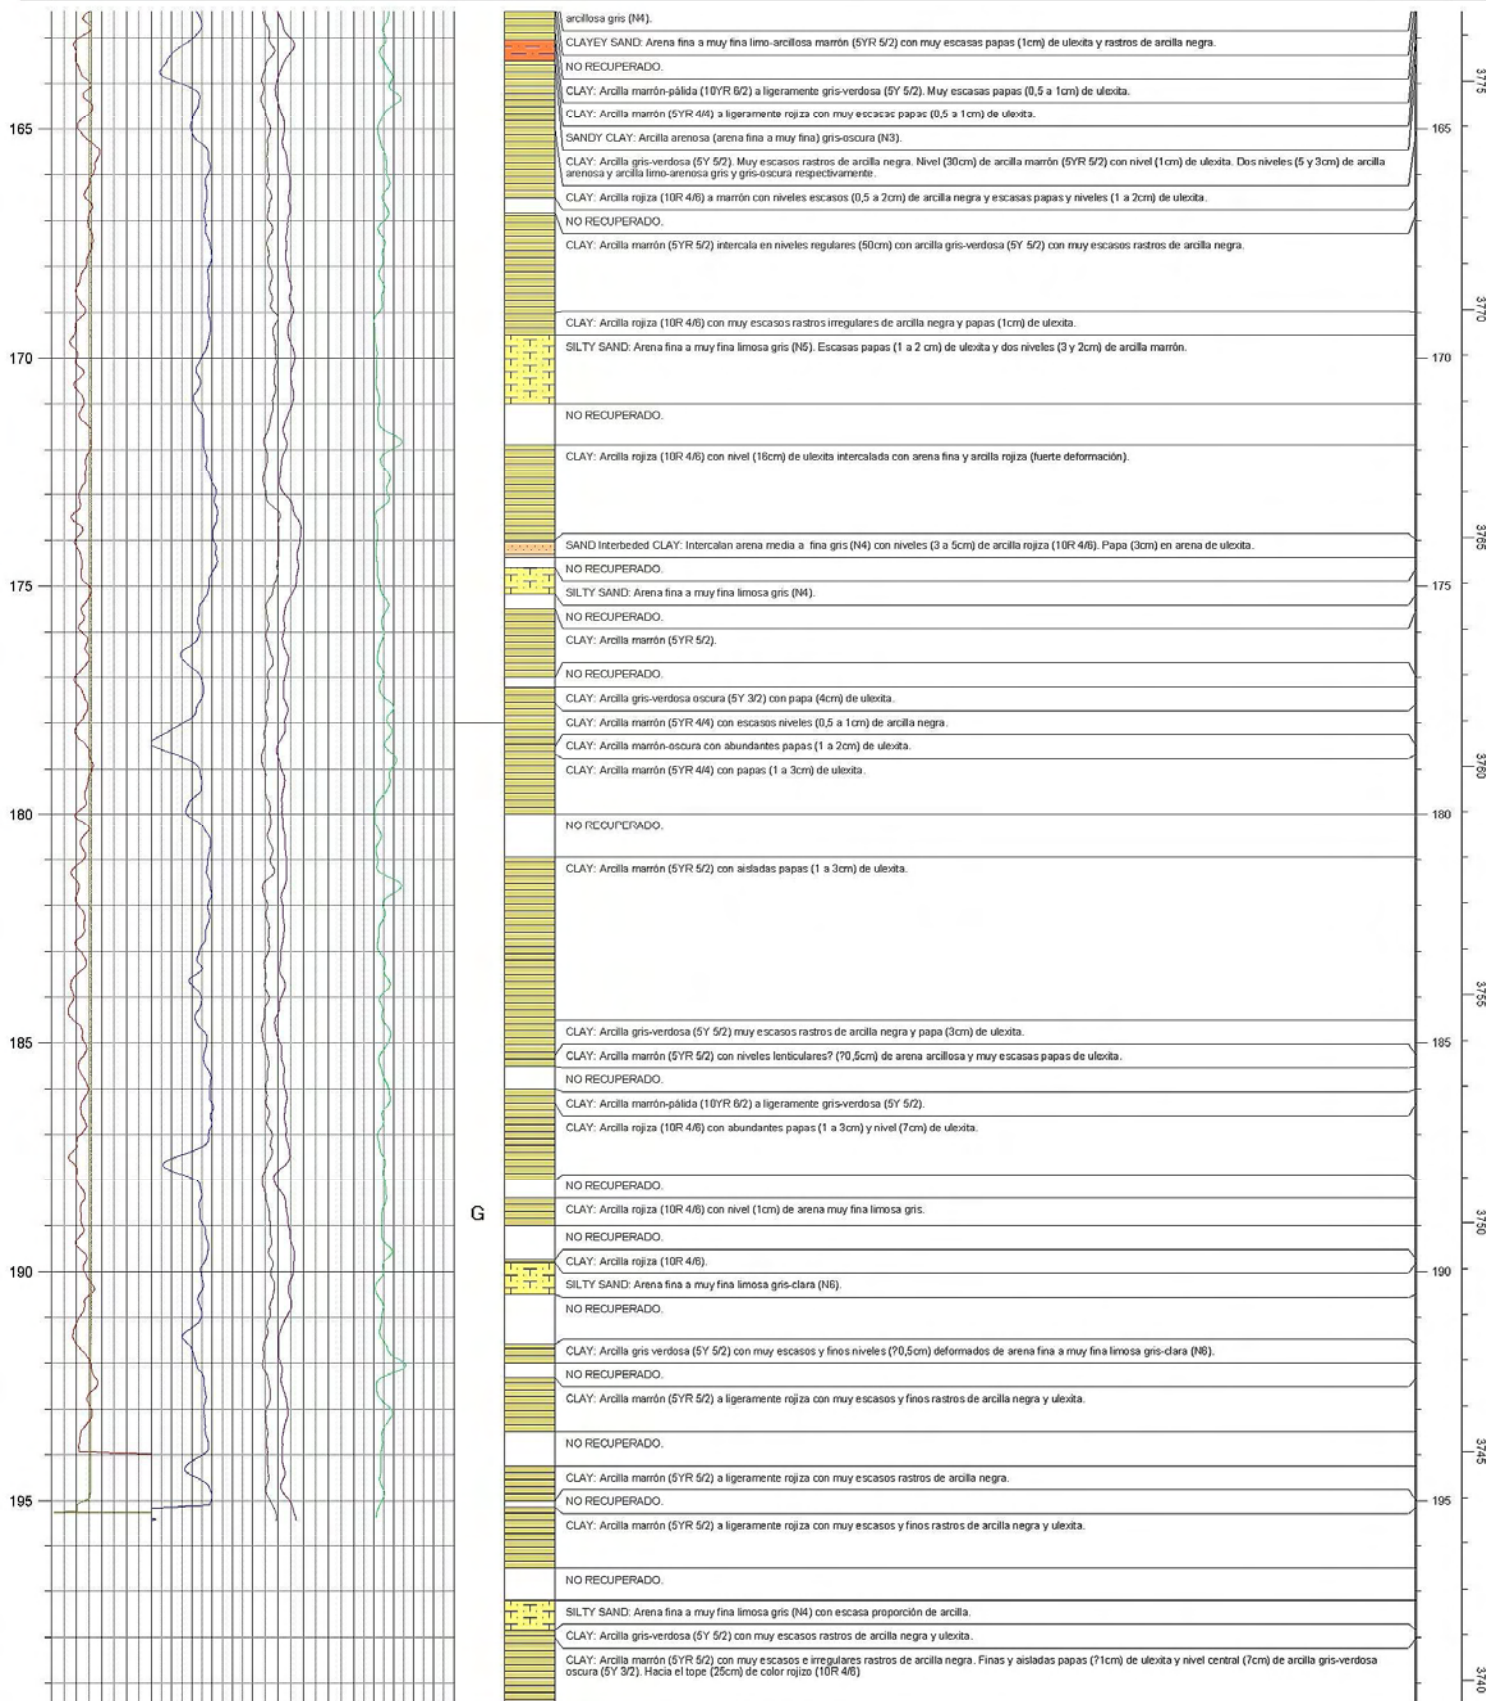 arcillosa gris (N4).
CLAYEY SAND: Arena fina a muy fina limo-arcillosa marrón (5YR 5/2) con muy escasas papas (1cm) de ulexita y rastros de arcilla negra.
NO RECUPERADO.
3775
CLAY: Arcilla marrón-pálida (10YR 6/2) a ligeramente gris-verdosa (5Y 5/2). Muy escasas papas (0,5 a 1cm) de ulexita.
CLAY: Arcilla marrón (5YR 4/4) a ligeramente rojiza con muy escasas papas (0,5 a 1cm) de ulexita.
165
165
SANDY CLAY: Arcilla arenosa (arena fina a muy fina) gris-oscura (N3).
CLAY: Arcilla gris-verdosa (5Y 5/2). Muy escasos rastros de arcilla negra. Nivel (30cm) de arcilla marrón (5YR 5/2) con nivel (1cm) de ulexita. Dos niveles (5 y 3cm) de arcilla
arenosa y arcilla limo-arenosa gris y gris-oscura respectivamente.
CLAY: Arcilla rojiza (10R 4/6) a marrón con niveles escasos (0,5 a 2cm) de arcilla negra y escasas papas y niveles (1 a 2cm) de ulexita.
NO RECUPERADO.
CLAY: Arcilla marrón (5YR 5/2) intercala en niveles regulares (50cm) con arcilla gris-verdosa (5Y 5/2) con muy escasos rastros de arcilla negra.
3770
CLAY: Arcilla rojiza (10R 4/6) con muy escasos rastros irregulares de arcilla negra y papas (1cm) de ulexita.
SILTY SAND: Arena fina a muy fina limosa gris (N5). Escasas papas (1 a 2 cm) de ulexita y dos niveles (3 y 2cm) de arcilla marrón.
170
170
NO RECUPERADO.
CLAY: Arcilla rojiza (10R 4/6) con nivel (16cm) de ulexita intercalada con arena fina y arcilla rojiza (fuerte deformación).
3765
SAND Interbeded CLAY: Intercalan arena media a fina gris (N4) con niveles (3 a 5cm) de arcilla rojiza (10R 4/6). Papa (3cm) en arena de ulexita.
NO RECUPERADO.
175
175
SILTY SAND: Arena fina a muy fina limosa gris (N4).
NO RECUPERADO.
CLAY: Arcilla marrón (5YR 5/2).
NO RECUPERADO.
CLAY: Arcilla gris-verdosa oscura (5Y 3/2) con papa (4cm) de ulexita.
CLAY: Arcilla marrón (5YR 4/4) con escasos niveles (0,5 a 1cm) de arcilla negra.
CLAY: Arcilla marrón-oscura con abundantes papas (1 a 2cm) de ulexita.
3760
CLAY: Arcilla marrón (5YR 4/4) con papas (1 a 3cm) de ulexita.
180
180
NO RECUPERADO.
CLAY: Arcilla marrón (5YR 5/2) con aisladas papas (1 a 3cm) de ulexita.
3755
CLAY: Arcilla gris-verdosa (5Y 5/2) muy escasos rastros de arcilla negra y papa (3cm) de ulexita.
185
185
CLAY: Arcilla marrón (5YR 5/2) con niveles lenticulares? (?0,5cm) de arena arcillosa y muy escasas papas de ulexita.
NO RECUPERADO.
CLAY: Arcilla marrón-pálida (10YR 6/2) a ligeramente gris-verdosa (5Y 5/2).
CLAY: Arcilla rojiza (10R 4/6) con abundantes papas (1 a 3cm) y nivel (7cm) de ulexita.
NO RECUPERADO.
CLAY: Arcilla rojiza (10R 4/6) con nivel (1cm) de arena muy fina limosa gris.
G
3750
NO RECUPERADO.
CLAY: Arcilla rojiza (10R 4/6).
190
190
SILTY SAND: Arena fina a muy fina limosa gris-clara (N6).
NO RECUPERADO.
CLAY: Arcilla gris verdosa (5Y 5/2) con muy escasos y finos niveles (?0,5cm) deformados de arena fina a muy fina limosa gris-clara (N8).
NO RECUPERADO.
CLAY: Arcilla marrón (5YR 5/2) a ligeramente rojiza con muy escasos y finos rastros de arcilla negra y ulexita.
NO RECUPERADO.
3745
CLAY: Arcilla marrón (5YR 5/2) a ligeramente rojiza con muy escasos rastros de arcilla negra.
195
195
NO RECUPERADO.
CLAY: Arcilla marrón (5YR 5/2) a ligeramente rojiza con muy escasos y finos rastros de arcilla negra y ulexita.
NO RECUPERADO.
SILTY SAND: Arena fina a muy fina limosa gris (N4) con escasa proporción de arcilla.
CLAY: Arcilla gris-verdosa (5Y 5/2) con muy escasos rastros de arcilla negra y ulexita.
CLAY: Arcilla marrón (5YR 5/2) con muy escasos e irregulares rastros de arcilla negra. Finas y aisladas papas (?1cm) de ulexita y nivel central (7cm) de arcilla gris-verdosa
oscura (5Y 3/2). Hacia el tope (25cm) de color rojizo (10R 4/6)
3740